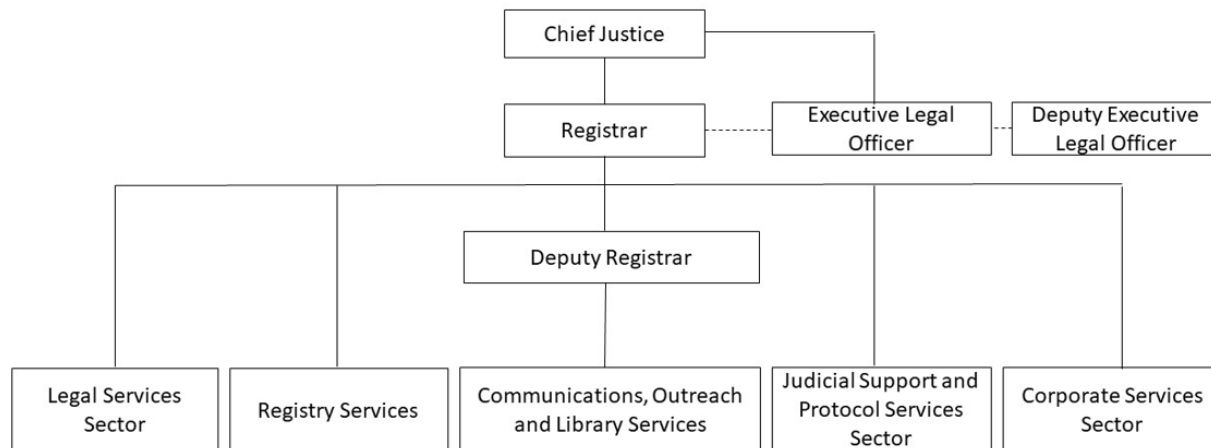 Chief Justice
Registrar
Executive Legal
Officer
Deputy Executive
Legal Officer
Deputy Registrar
Legal Services
Sector
Registry Services
Communications, Outreach
and Library Services
Judicial Support and
Protocol Services
Sector
Corporate Services
Sector